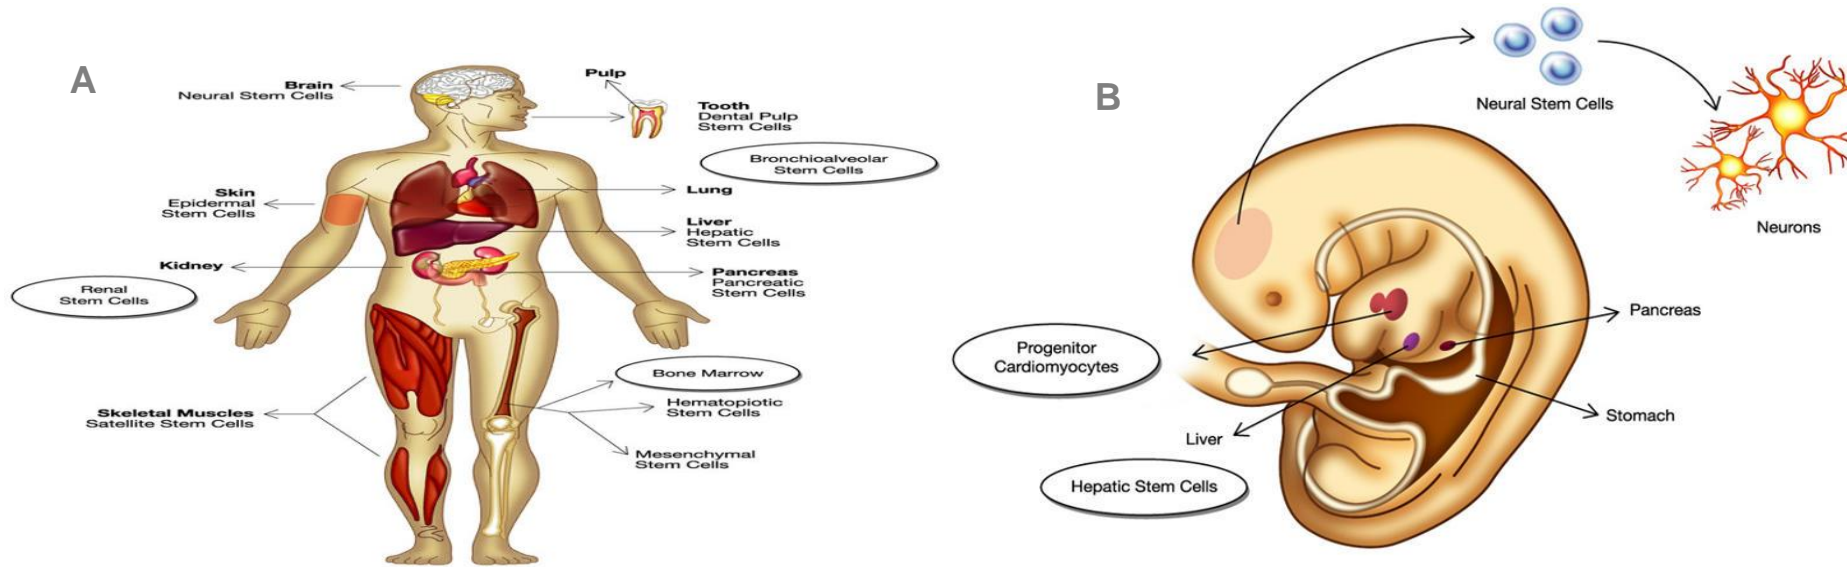 A
Brain
Neural Stem Cells
Pulp
Tooth
Dental Pulp
Stem Cells
Bronchioalveolar
Stem Cells
Skin
Epidermal
Stem Cells
Lung
Liver
Hepatic
Stem Cells
Kidney
Renal
Stem Cells
Pancreas
Pancreatic
Stem Cells
Bone Marrow
Hematopiotic
Stem Cells
Skeletal Muscles
Satellite Stem Cells
Mesenchymal
Stem Cells
B
Neural Stem Cells
Neurons
Pancreas
Progenitor
Cardiomyocytes
Stomach
Liver
Hepatic Stem Cells